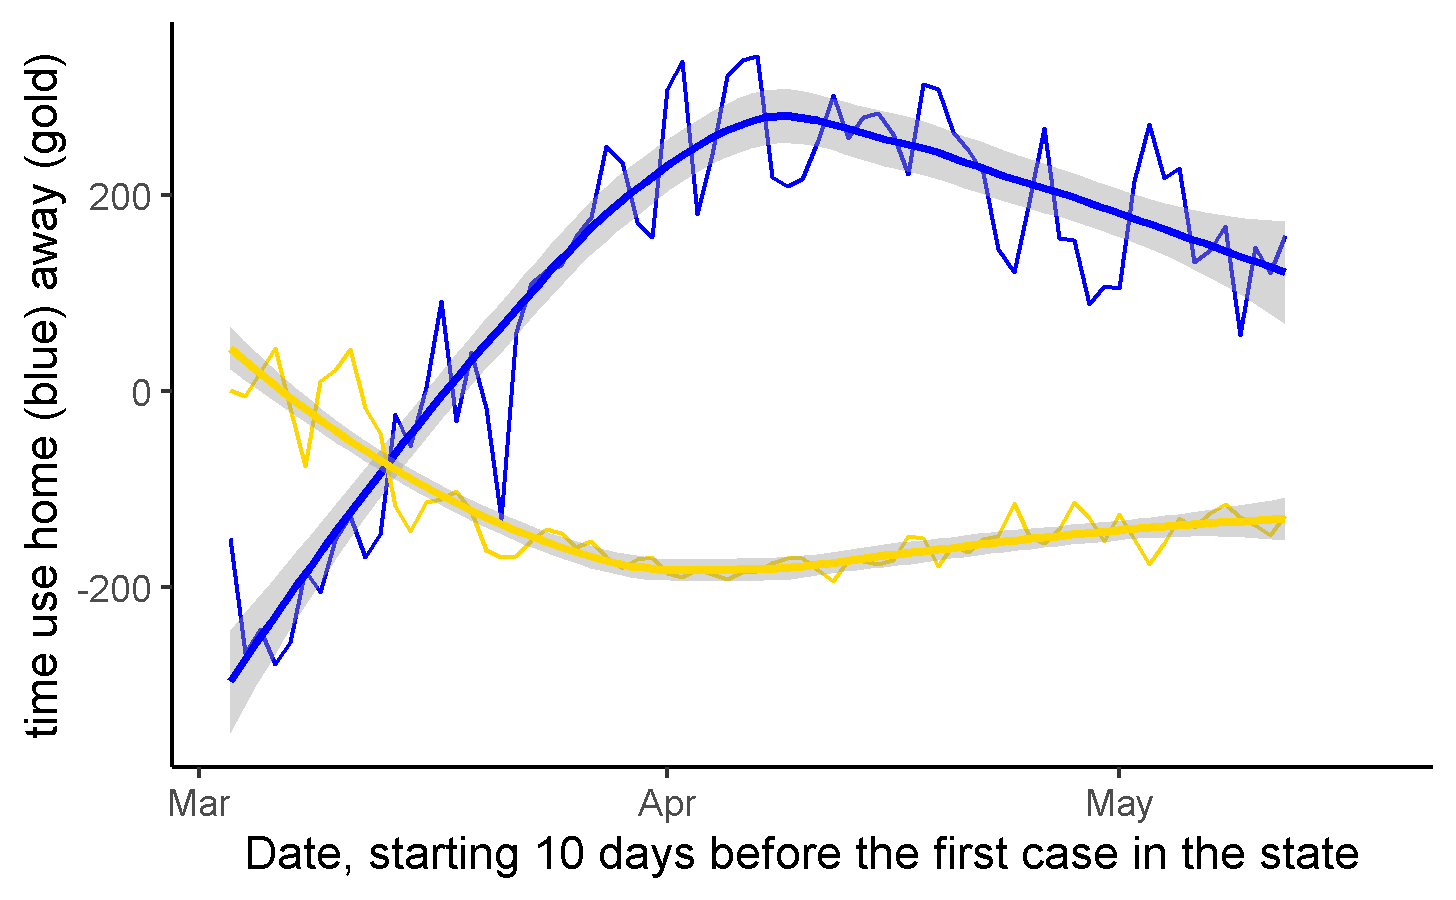 time use home (blue) away (gold)
200
0
-200
Mar Apr May
Date, starting 10 days before the first case in the state